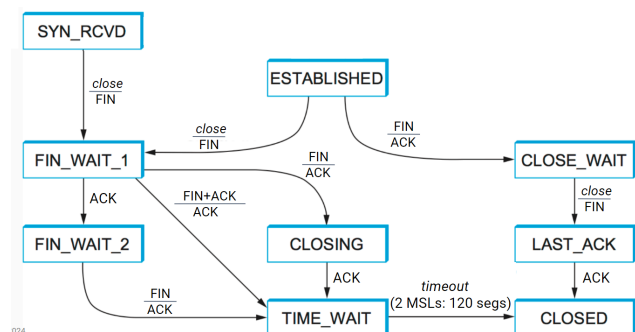 SYN_RCVD
close
FIN
ESTABLISHED
close
FIN
FIN
ACK
FIN_WAIT_1
FIN
ACK
CLOSE_WAIT
ACK
FIN+ACK
ACK
close
FIN
FIN_WAIT_2
CLOSING
LAST_ACK
FIN
ACK
ACK
timeout
(2 MSLs: 120 segs)
ACK
TIME_WAIT
CLOSED
024